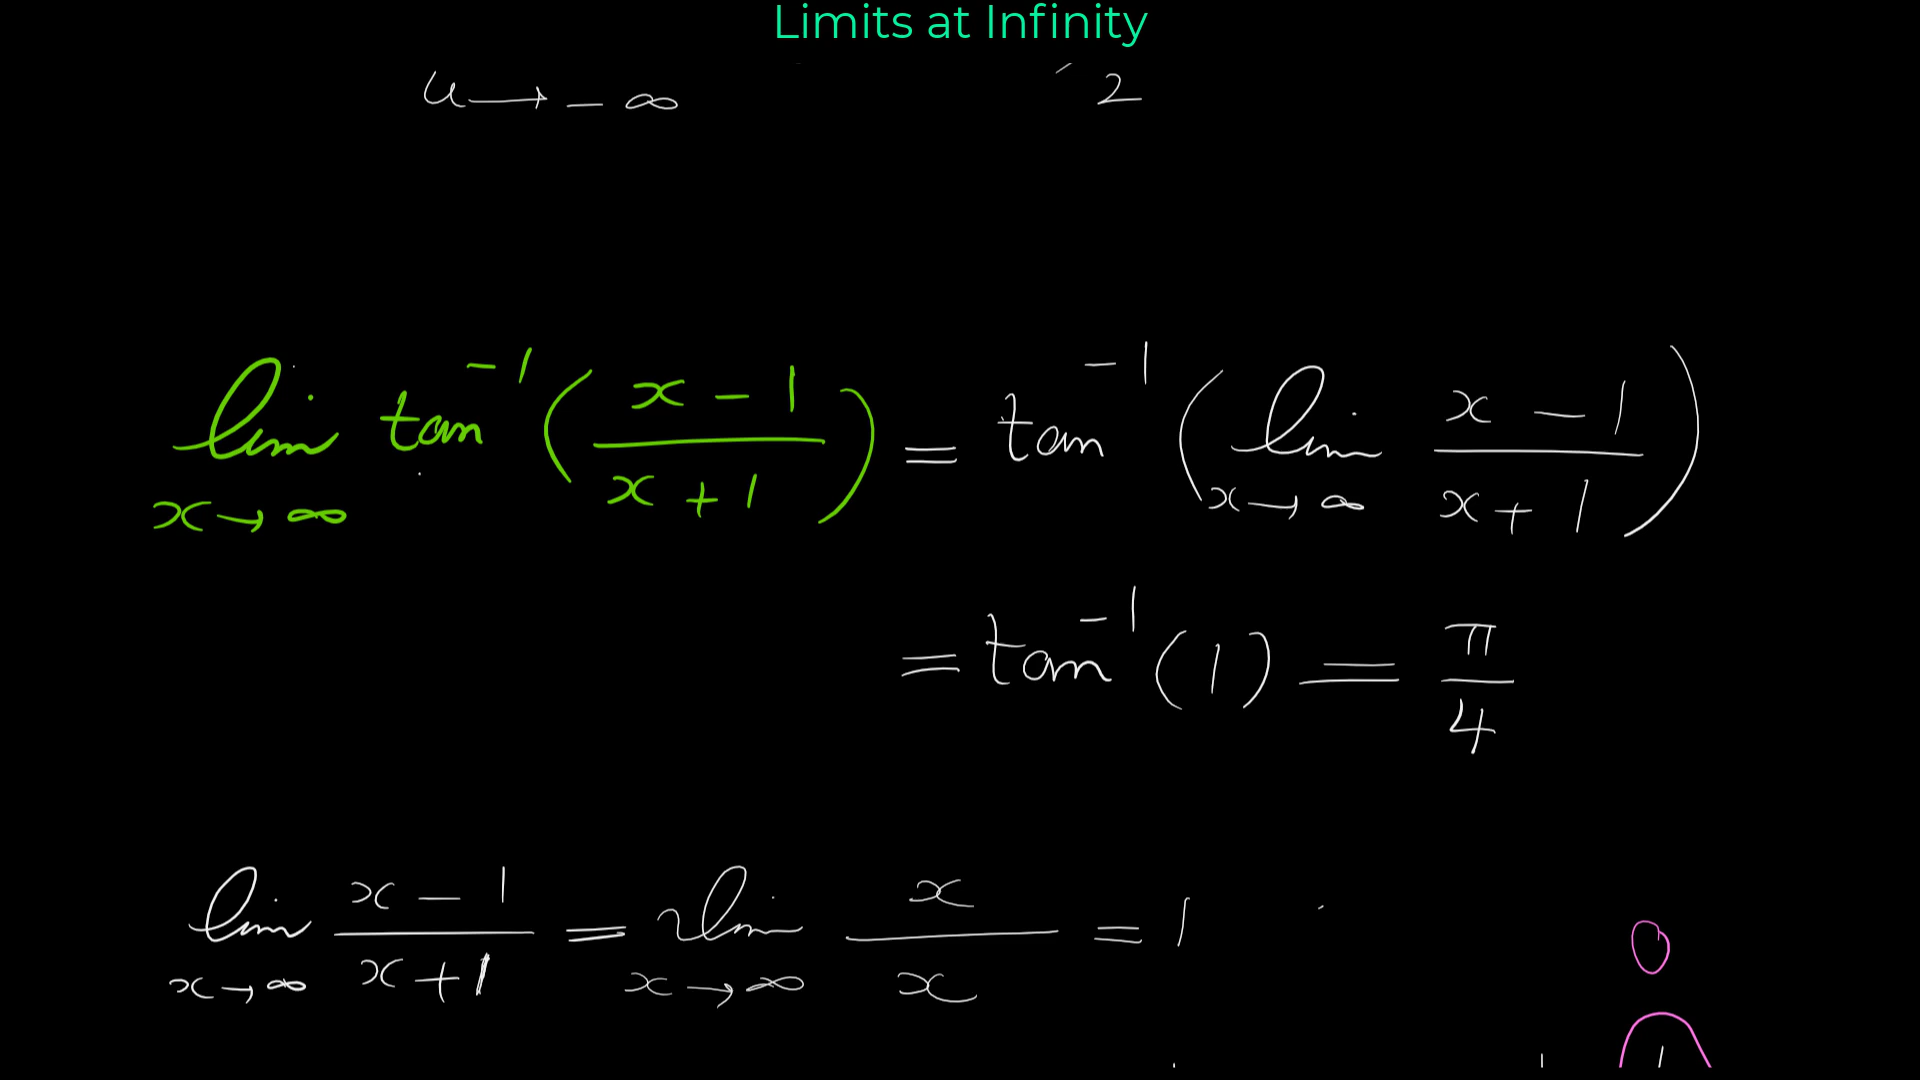 Limits at Infinity
u → - ∞ 2
lim x → ∞ tan⁻¹ ( (x - 1) / (x + 1) ) = tan⁻¹ ( lim x → ∞ (x - 1) / (x + 1) )
= tan⁻¹ (1) = π / 4
lim x → ∞ (x - 1) / (x + 1) = lim x → ∞ x / x = 1